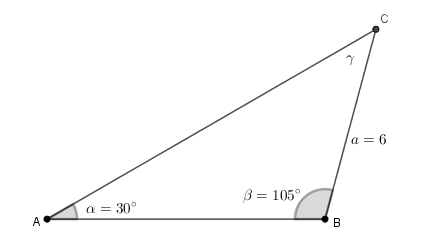 C
γ
a = 6
β = 105°
α = 30°
A
B